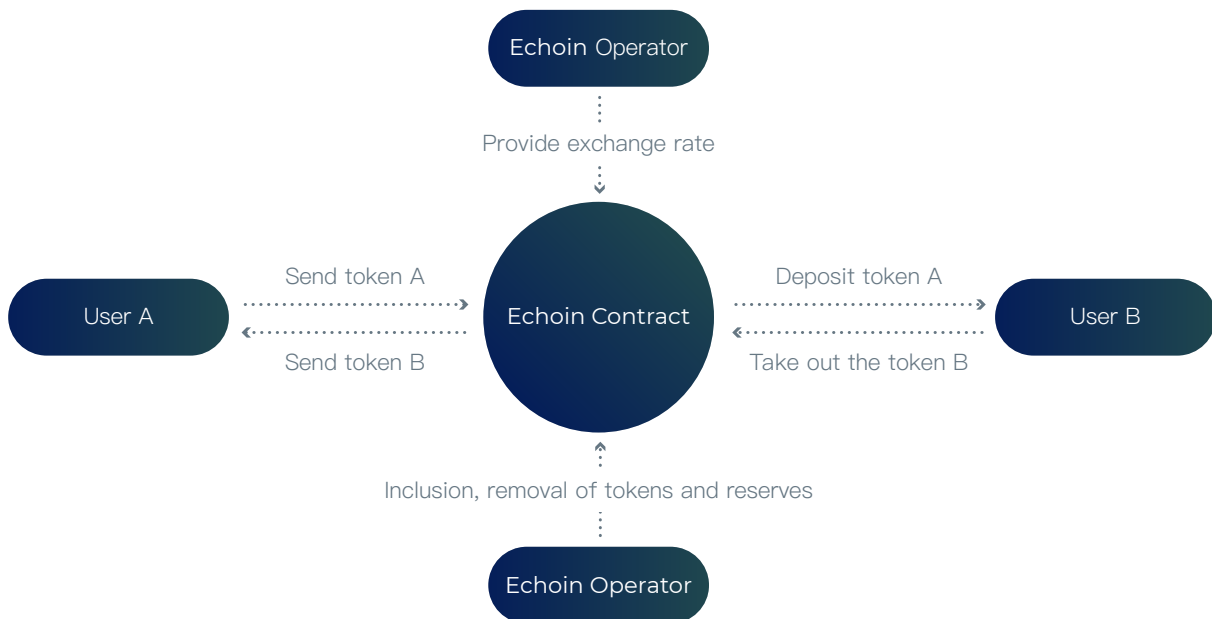 Echoin Operator
Provide exchange rate
Send token A
Deposit token A
User A
Echoin Contract
User B
Send token B
Take out the token B
Inclusion, removal of tokens and reserves
Echoin Operator